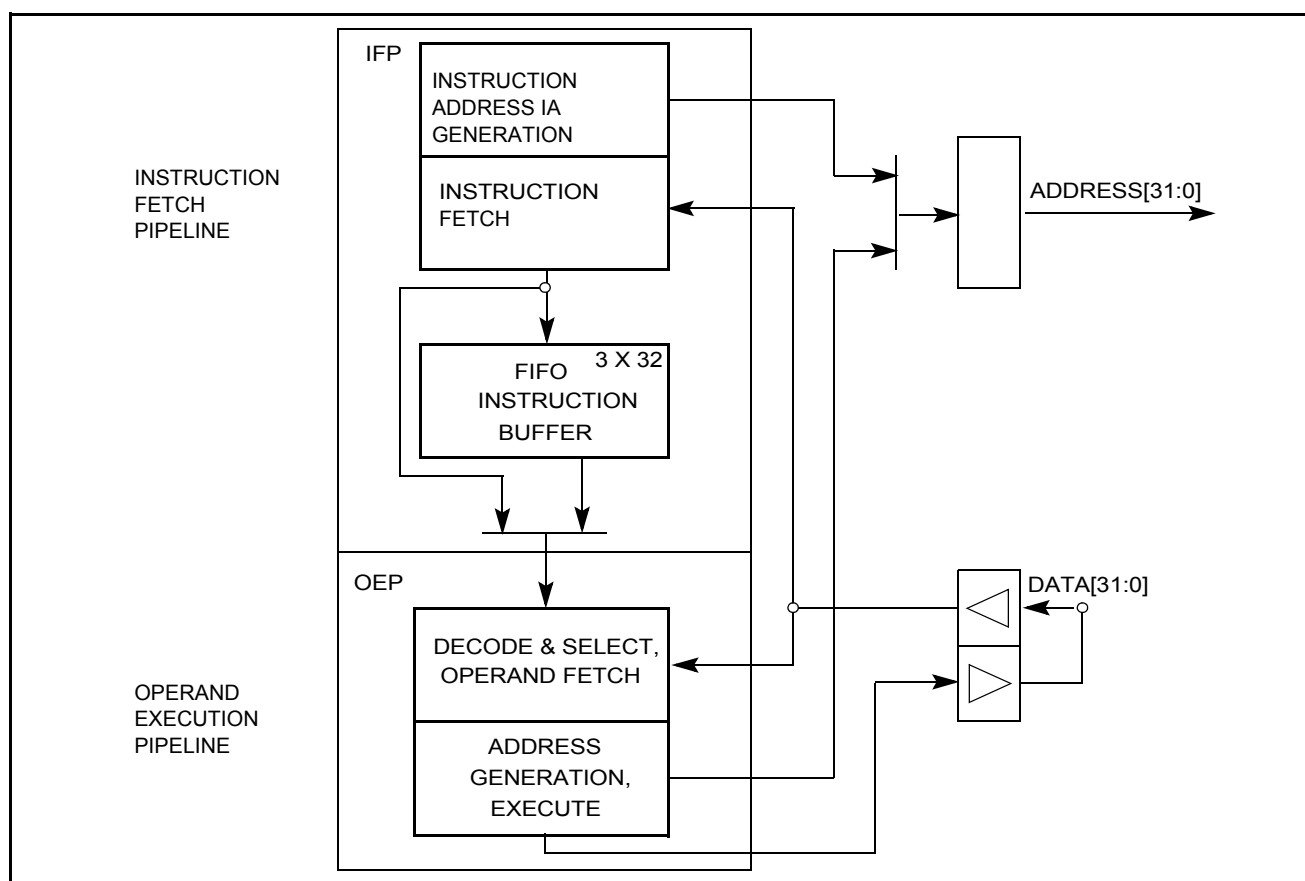 IFP
INSTRUCTION
ADDRESS IA
GENERATION
INSTRUCTION
FETCH
PIPELINE
INSTRUCTION
FETCH
ADDRESS[31:0]
3 X 32
FIFO
INSTRUCTION
BUFFER
OEP
DATA[31:0]
DECODE & SELECT,
OPERAND FETCH
OPERAND
EXECUTION
PIPELINE
ADDRESS
GENERATION,
EXECUTE